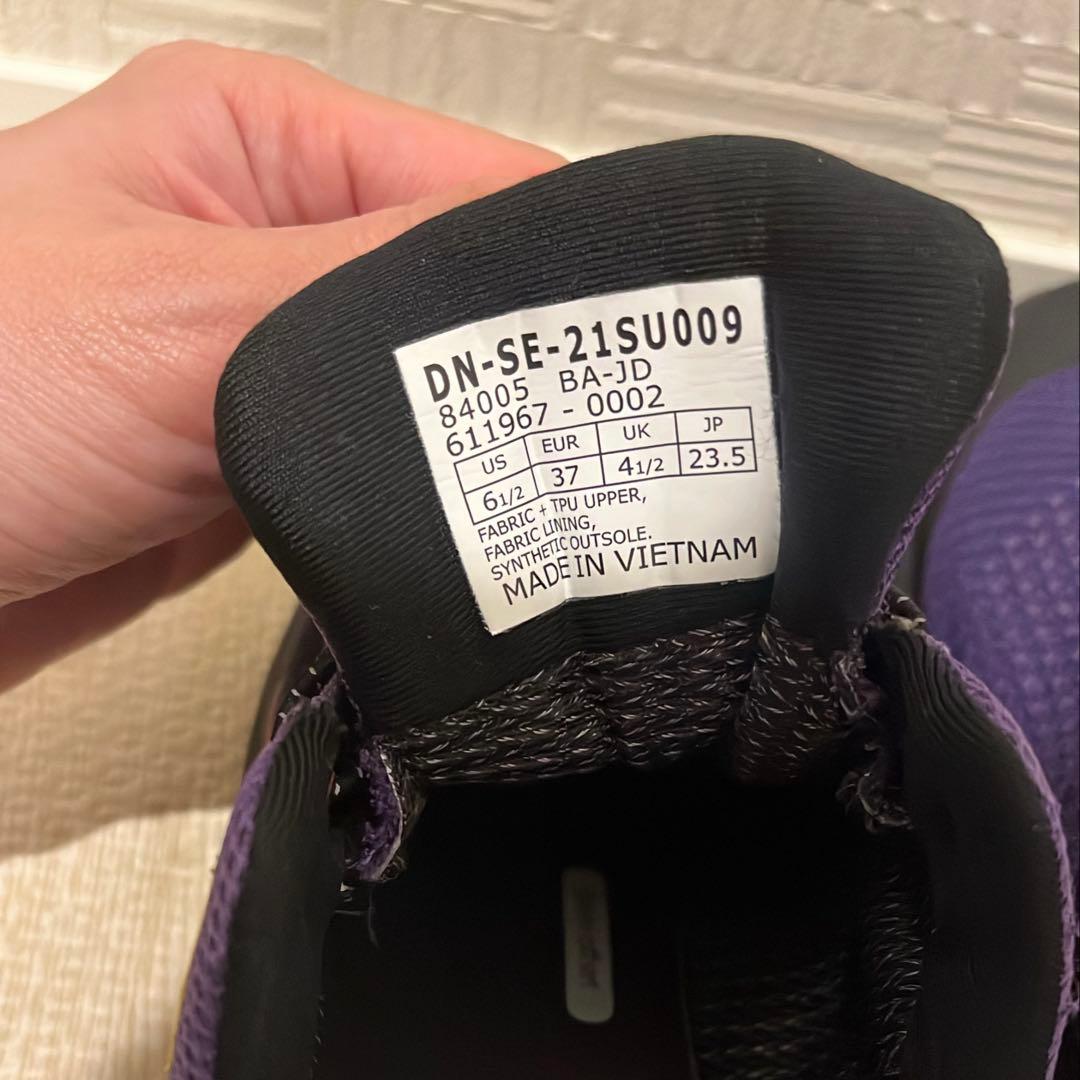 DN-SE-21SU009
84005 BA-JD
611967 - 0002
US EUR UK JP
6 1/2 37 4 1/2 23.5
FABRIC + TPU UPPER,
FABRIC LINING,
SYNTHETIC OUTSOLE.
MADE IN VIETNAM